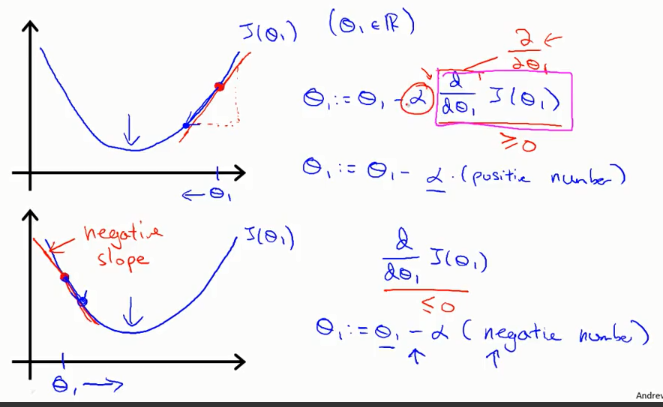 J(θ₁) (θ₁ ∈ ℝ)
∂/∂θ₁
θ₁ := θ₁ - α d/dθ₁ J(θ₁)
≥ 0
θ₁ := θ₁ - α · (positive number)
← θ₁
negative
slope
J(θ₁)
d/dθ₁ J(θ₁)
≤ 0
θ₁ := θ₁ - α (negative number)
θ₁ →
Andrew